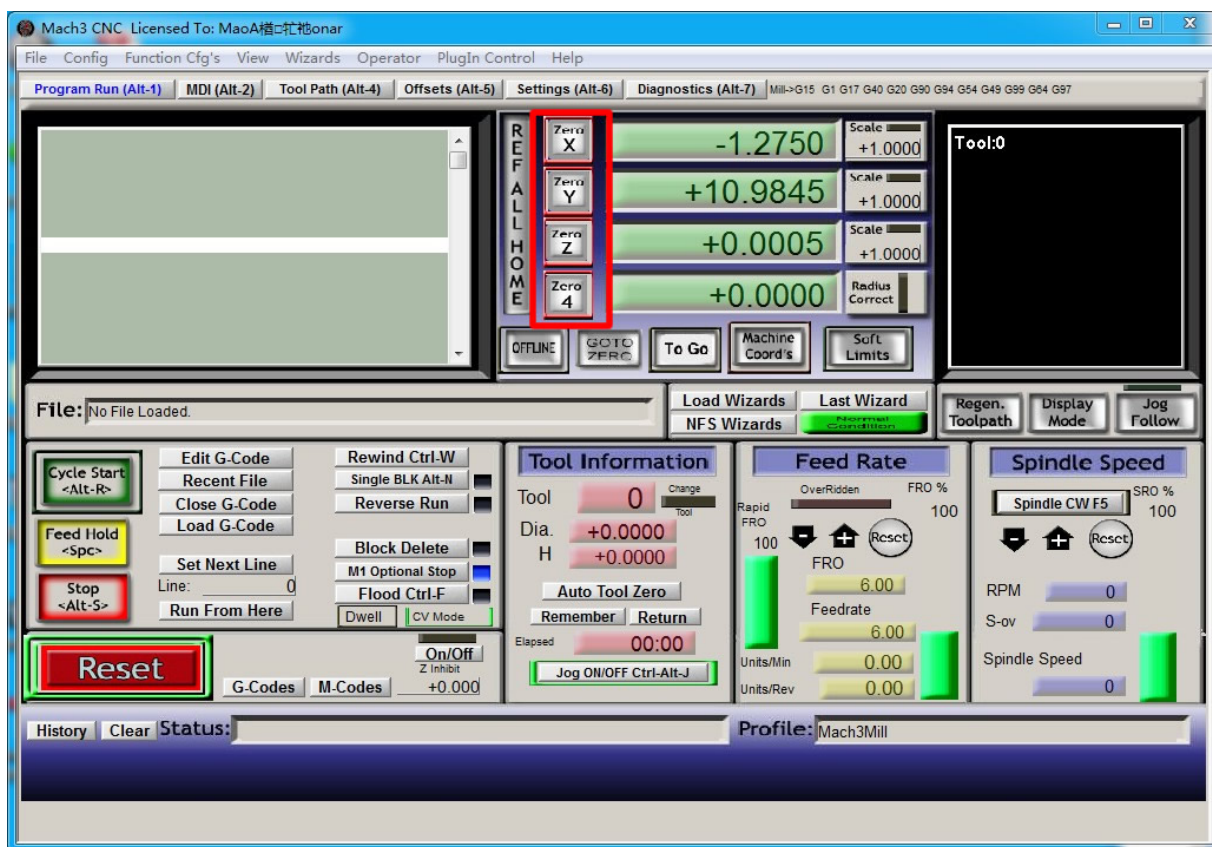 Mach3 CNC Licensed To: MaoA楢□牤祂onar
File Config Function Cfg's View Wizards Operator PlugIn Control Help
Program Run (Alt-1) MDI (Alt-2) Tool Path (Alt-4) Offsets (Alt-5) Settings (Alt-6) Diagnostics (Alt-7) Mill->G15 G1 G17 G40 G20 G90 G94 G54 G49 G99 G64 G97
REF ALL HOME
Zero X -1.2750 Scale +1.0000
Zero Y +10.9845 Scale +1.0000
Zero Z +0.0005 Scale +1.0000
Zero 4 +0.0000 Radius Correct
Tool:0
OFFLINE GOTO ZERO To Go Machine Coord's Soft Limits
File: No File Loaded.
Load Wizards Last Wizard
NFS Wizards Normal Condition
Regen. Toolpath Display Mode Jog Follow
Cycle Start <Alt-R>
Feed Hold <Spc>
Stop <Alt-S>
Edit G-Code
Recent File
Close G-Code
Load G-Code
Set Next Line
Line: 0
Run From Here
Rewind Ctrl-W
Single BLK Alt-N
Reverse Run
Block Delete
M1 Optional Stop
Flood Ctrl-F
Dwell CV Mode
Reset
G-Codes M-Codes
On/Off
Z Inhibit
+0.000
Tool Information
Tool 0 Change Tool
Dia. +0.0000
H +0.0000
Auto Tool Zero
Remember Return
Elapsed 00:00
Jog ON/OFF Ctrl-Alt-J
Feed Rate
OverRidden FRO %
100
Rapid FRO
100
Reset
FRO
6.00
Feedrate
6.00
Units/Min 0.00
Units/Rev 0.00
Spindle Speed
Spindle CW F5
SRO %
100
Reset
RPM 0
S-ov 0
Spindle Speed
0
History Clear Status:
Profile: Mach3Mill